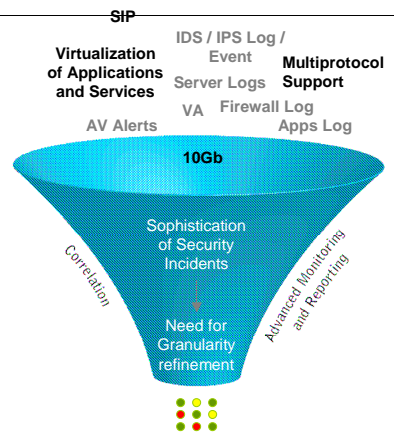 SIP
IDS / IPS Log /
Event
Virtualization
of Applications
and Services
Multiprotocol
Support
Server Logs
VA
Firewall Log
AV Alerts
Apps Log
10Gb
Sophistication
of Security
Incidents
Correlation
Advanced Monitoring
and Reporting
Need for
Granularity
refinement